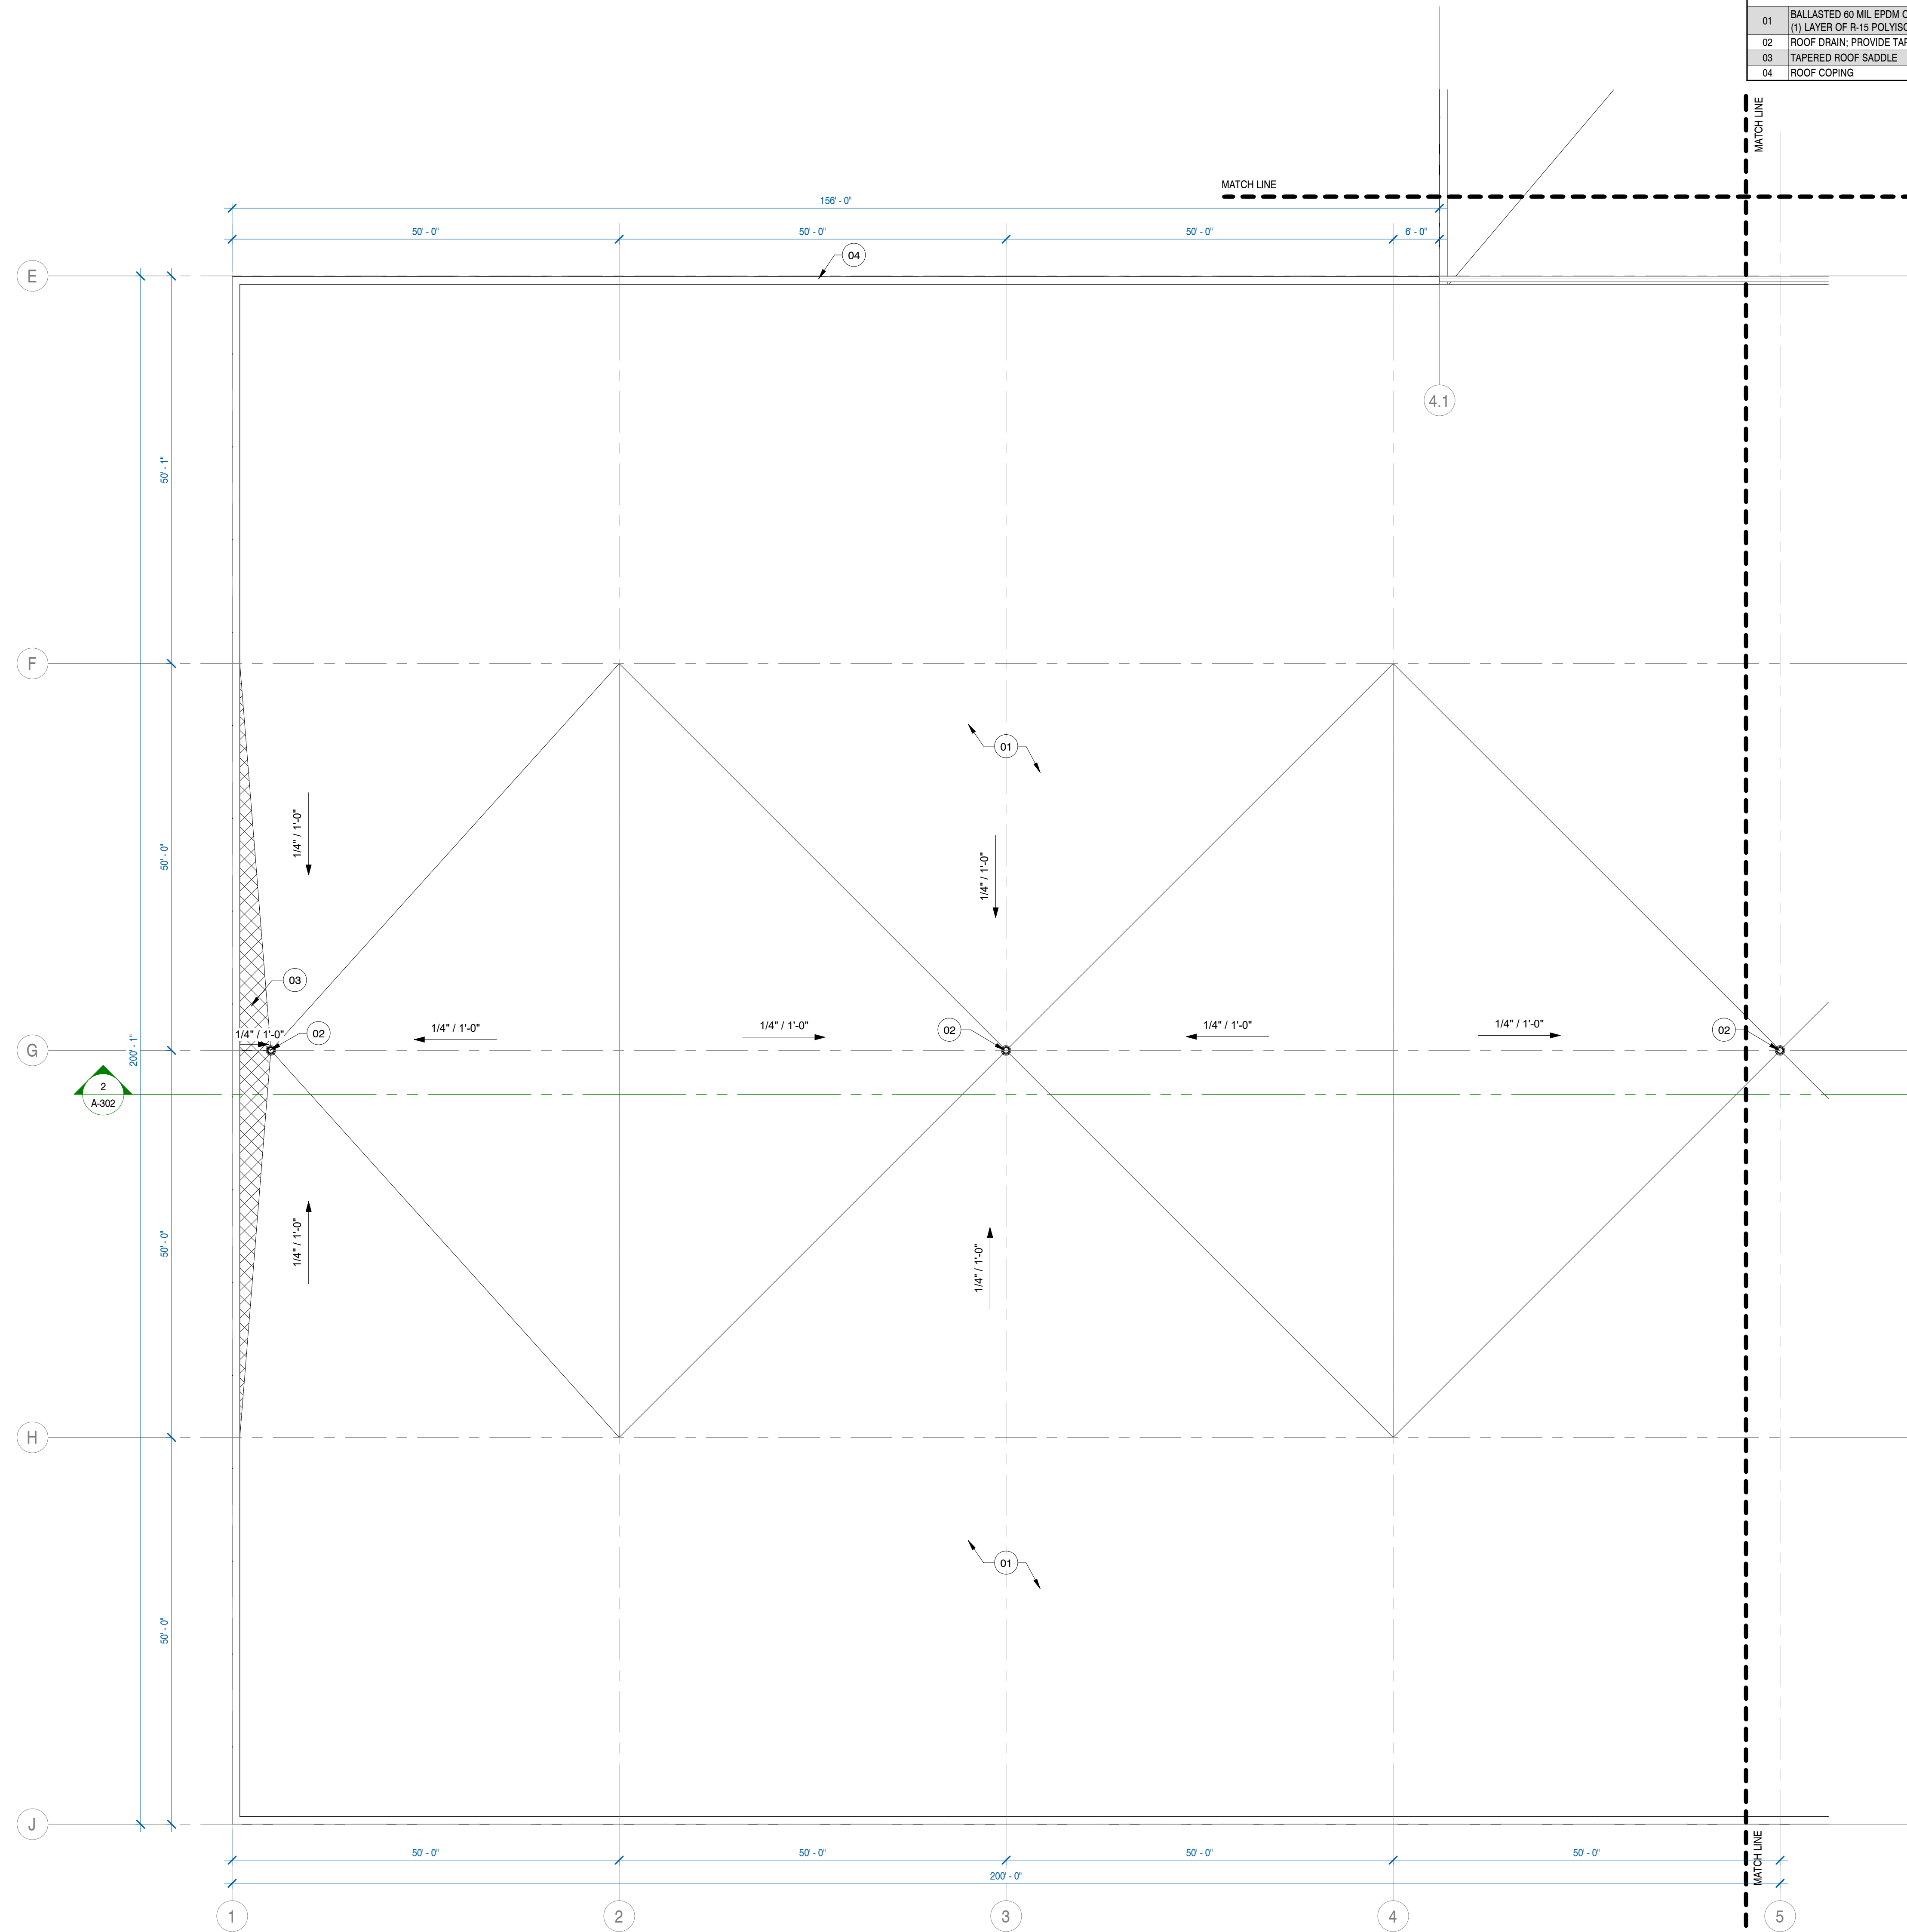 01 BALLASTED 60 MIL EPDM
(1) LAYER OF R-15
02 ROOF DRAIN; PROVIDE
03 TAPERED ROOF SADDLE
04 ROOF COPING
MATCH LINE
MATCH LINE
156' - 0"
50' - 0"
50' - 0"
50' - 0"
6' - 0"
04
E
4.1
50' - 1"
F
01
1/4" / 1'-0"
50' - 0"
1/4" / 1'-0"
03
1/4" / 1'-0"
02
1/4" / 1'-0"
1/4" / 1'-0"
02
1/4" / 1'-0"
1/4" / 1'-0"
02
G
200' - 1"
2
A-302
50' - 0"
1/4" / 1'-0"
1/4" / 1'-0"
H
01
50' - 0"
J
50' - 0"
50' - 0"
50' - 0"
50' - 0"
MATCH LINE
200' - 0"
1
2
3
4
5